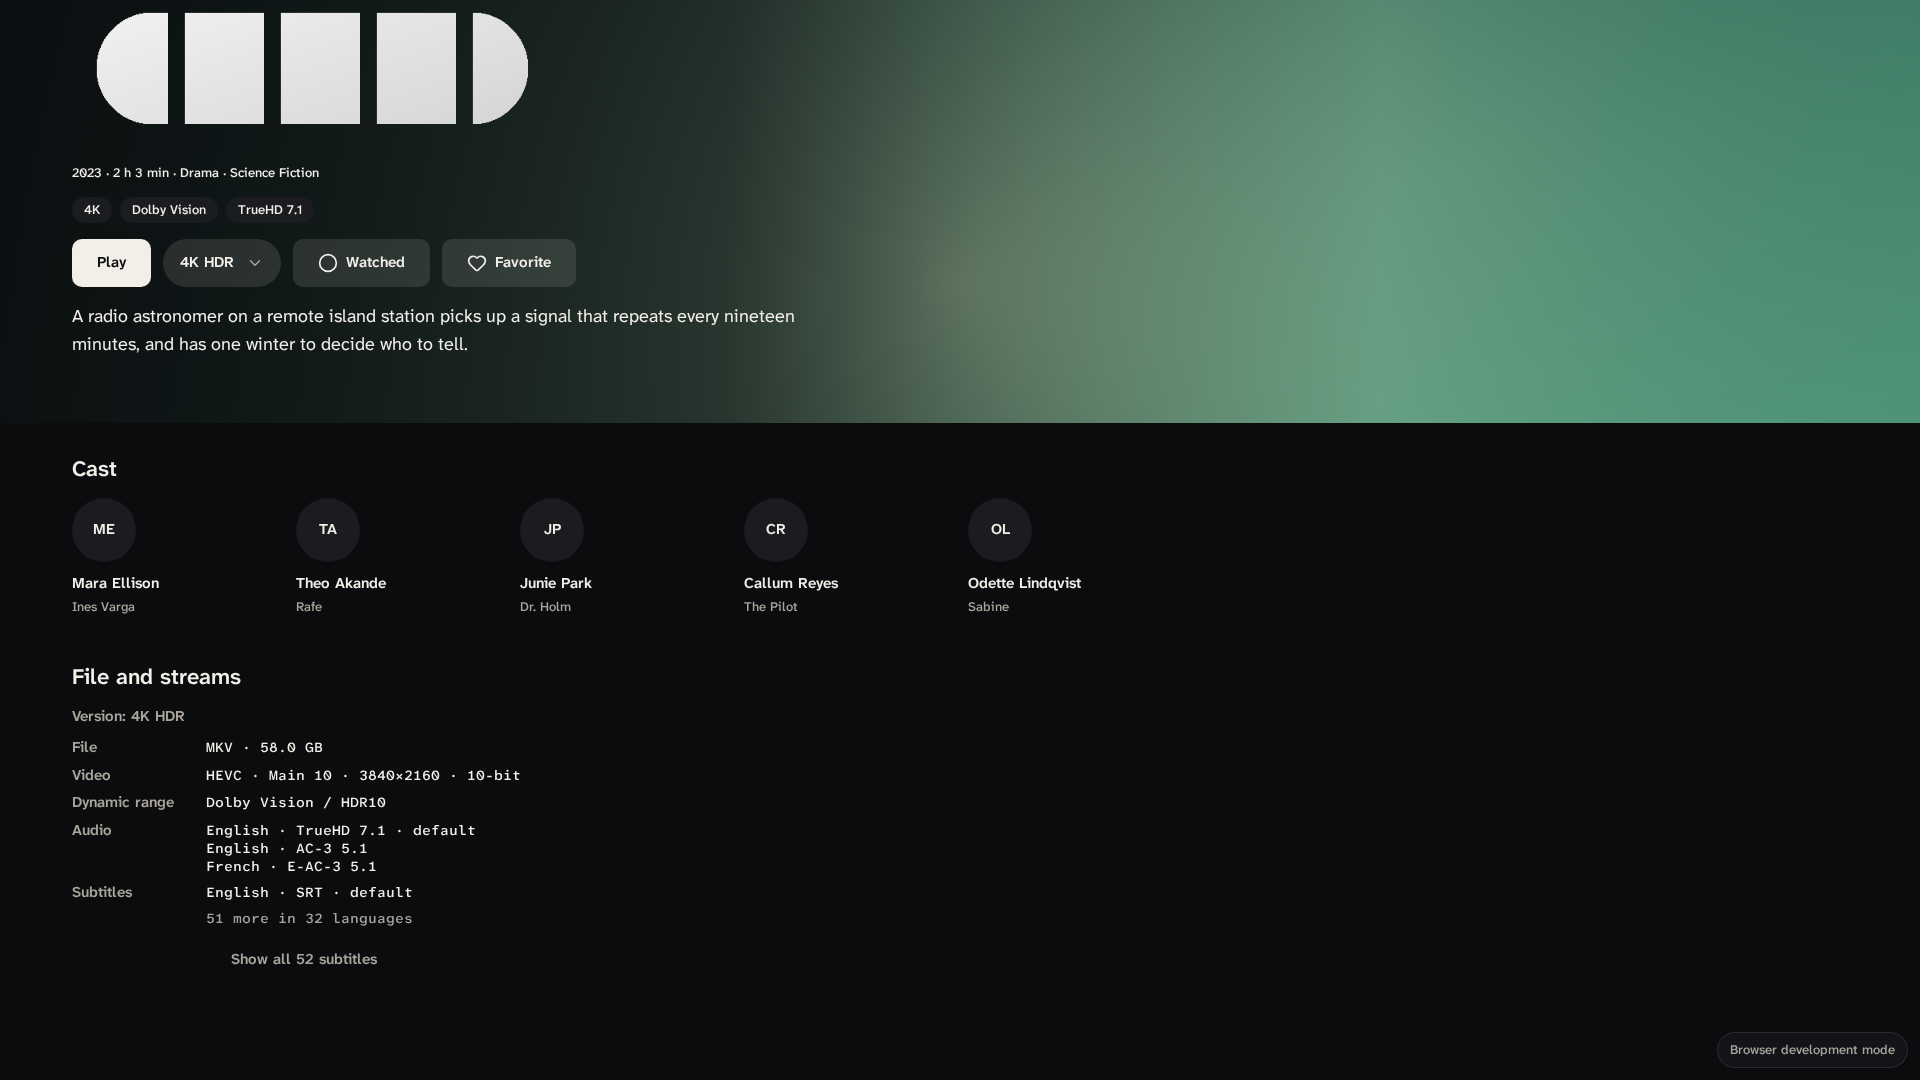 2023 · 2 h 3 min · Drama · Science Fiction
4K
Dolby Vision
TrueHD 7.1
Play
4K HDR
Watched
Favorite
A radio astronomer on a remote island station picks up a signal that repeats every nineteen
minutes, and has one winter to decide who to tell.
Cast
ME
TA
JP
CR
OL
Mara Ellison
Theo Akande
Junie Park
Callum Reyes
Odette Lindqvist
Ines Varga
Rafe
Dr. Holm
The Pilot
Sabine
File and streams
Version: 4K HDR
File
MKV · 58.0 GB
Video
HEVC · Main 10 · 3840×2160 · 10-bit
Dynamic range
Dolby Vision / HDR10
Audio
English · TrueHD 7.1 · default
English · AC-3 5.1
French · E-AC-3 5.1
Subtitles
English · SRT · default
51 more in 32 languages
Show all 52 subtitles
Browser development mode